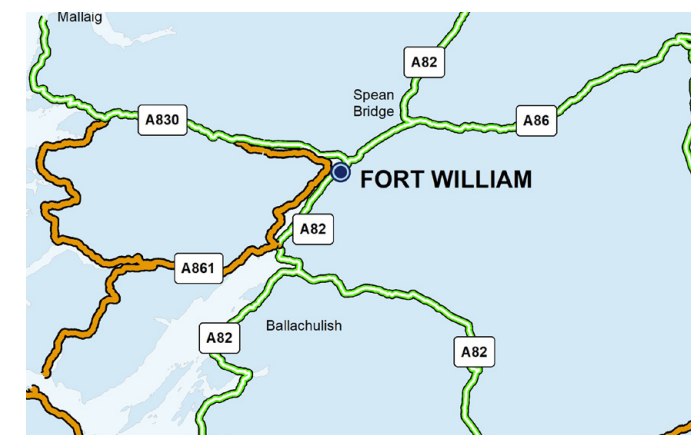 Mallaig
A82
Spean
Bridge
A830
A86
FORT WILLIAM
A82
A861
Ballachulish
A82
A82